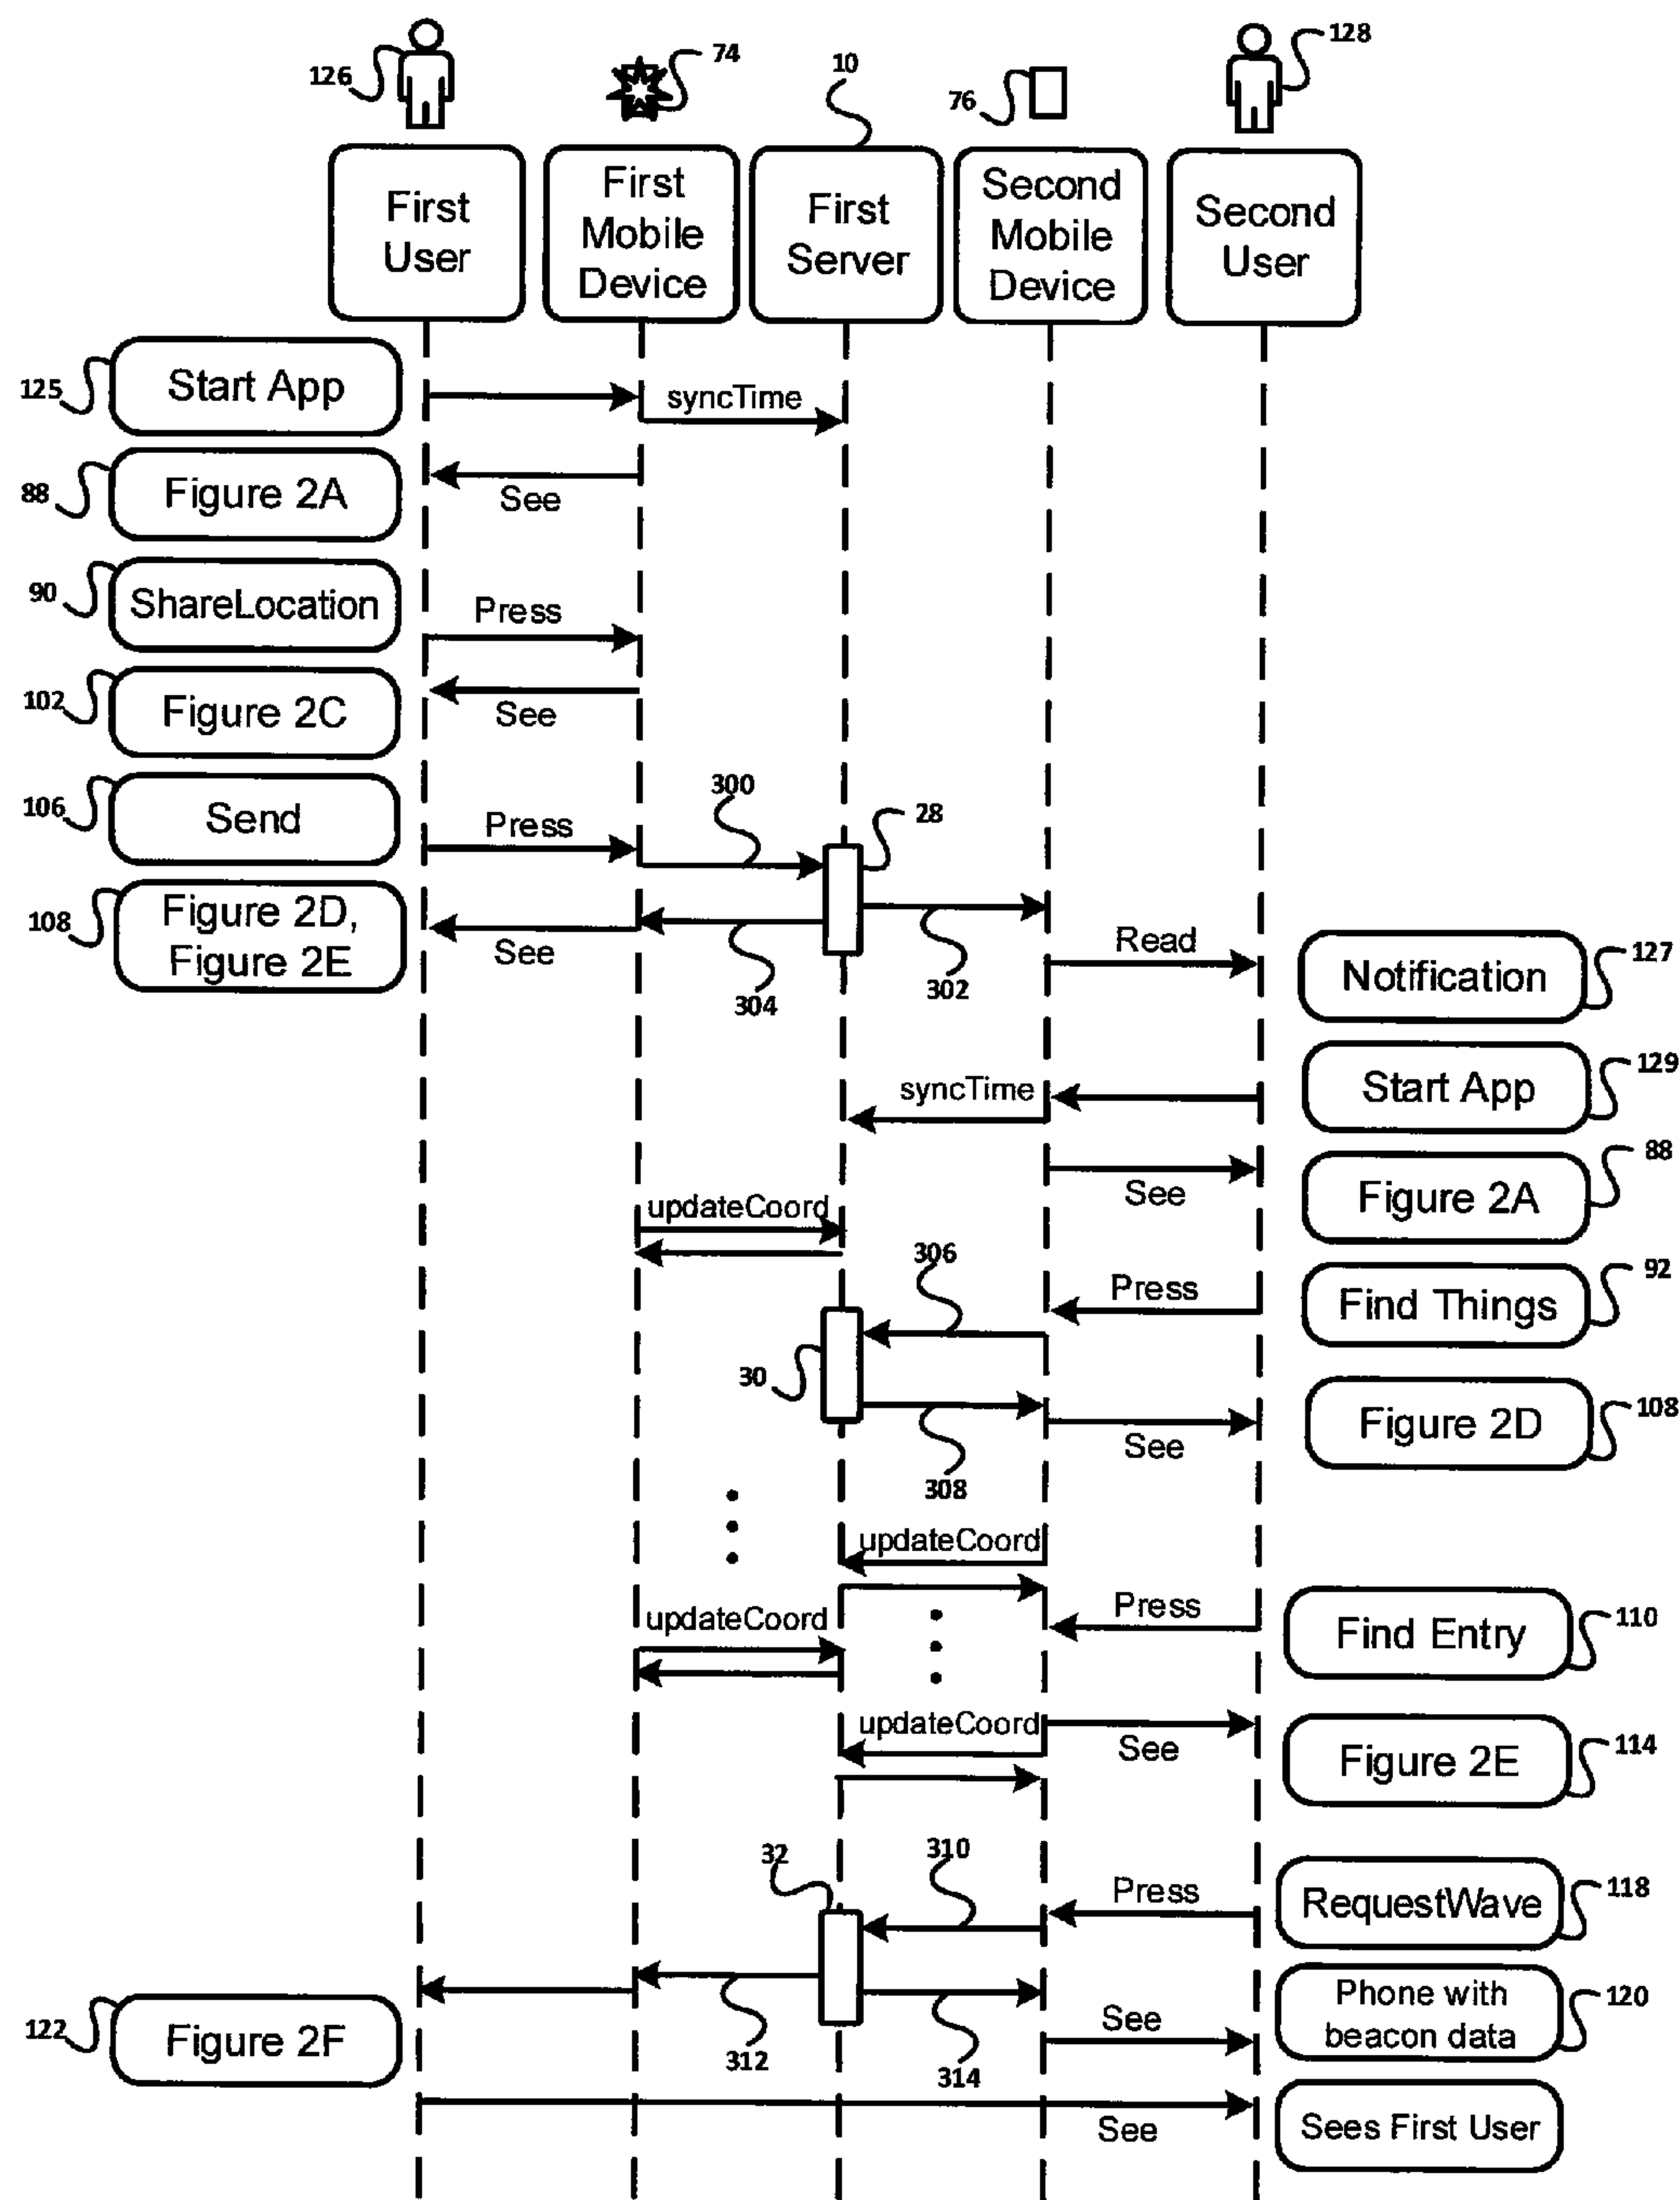 126
74
10
76
128
First
User
First
Mobile
Device
First
Server
Second
Mobile
Device
Second
User
125
Start App
syncTime
88
Figure 2A
See
90
ShareLocation
Press
102
Figure 2C
See
106
Send
Press
300
28
108
Figure 2D,
Figure 2E
See
304
302
Read
Notification
127
syncTime
Start App
129
See
Figure 2A
88
updateCoord
306
Press
Find Things
92
30
308
See
Figure 2D
108
updateCoord
updateCoord
Press
Find Entry
110
updateCoord
See
Figure 2E
114
32
310
Press
RequestWave
118
122
Figure 2F
312
314
See
Phone with
beacon data
120
See
Sees First User